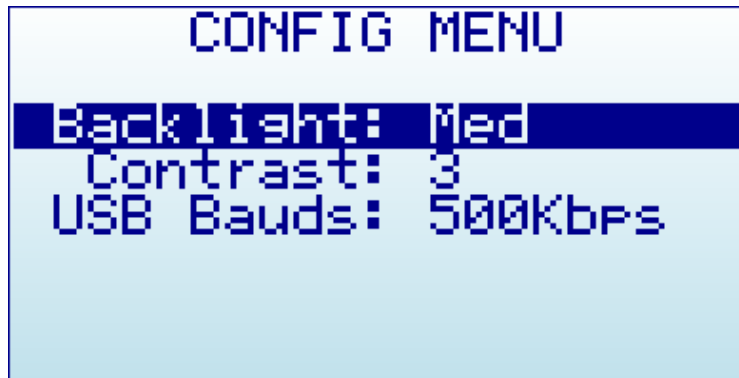 CONFIG MENU
Backlight: Med
Contrast: 3
USB Bauds: 500Kbps